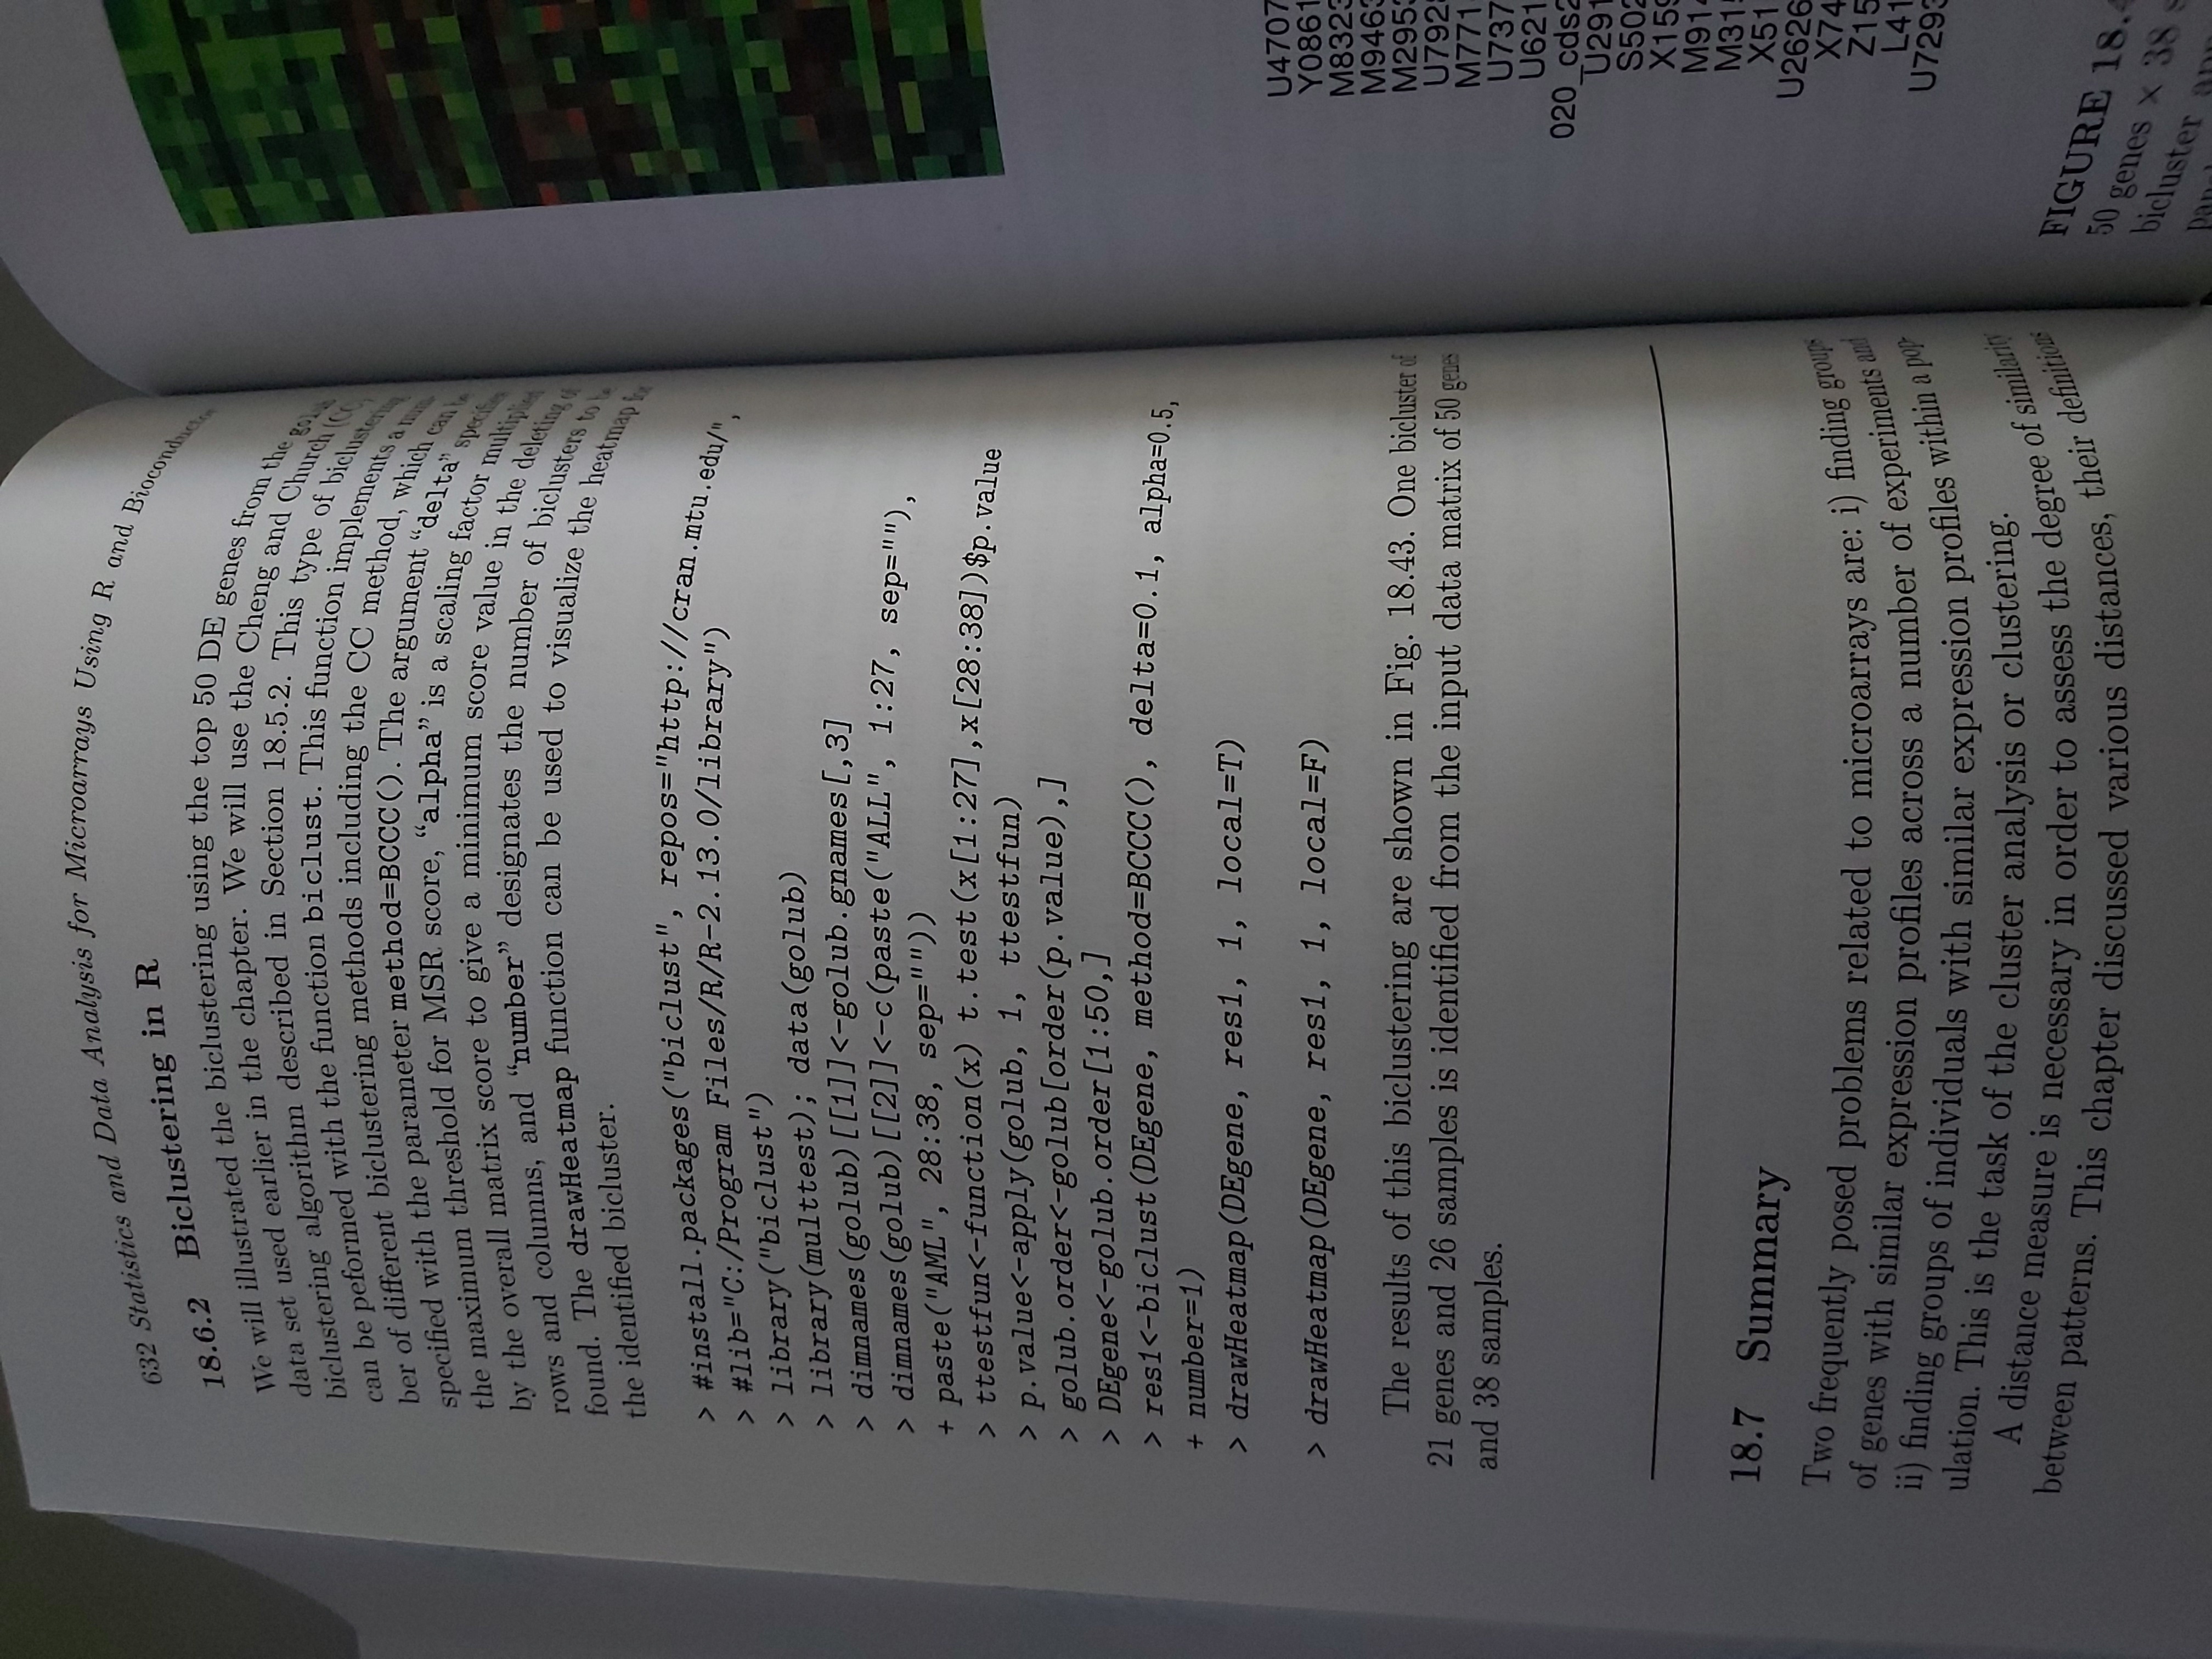 632 Statistics and Data Analysis for Microarrays Using R and Bioconductor
18.6.2 Biclustering in R
We will illustrated the biclustering using the top 50 DE genes from the golub
data set used earlier in the chapter. We will use the Cheng and Church (CC)
biclustering algorithm described in Section 18.5.2. This type of biclustering
can be peformed with the function biclust. This function implements a num-
ber of different biclustering methods including the CC method, which can be
specified with the parameter method=BCCC(). The argument “delta” specifies
the maximum threshold for MSR score, “alpha” is a scaling factor multiplied
by the overall matrix score to give a minimum score value in the deleting of
rows and columns, and “number” designates the number of biclusters to be
found. The drawHeatmap function can be used to visualize the heatmap for
the identified bicluster.
> #install.packages("biclust", repos="http://cran.mtu.edu/",
> #lib="C:/Program Files/R/R-2.13.0/library")
> library("biclust")
> library(multtest); data(golub)
> dimnames(golub)[[1]]<-golub.gnames[,3]
> dimnames(golub)[[2]]<-c(paste("ALL", 1:27, sep=""),
+ paste("AML", 28:38, sep=""))
> ttestfun<-function(x) t.test(x[1:27],x[28:38])$p.value
> p.value<-apply(golub, 1, ttestfun)
> golub.order<-golub[order(p.value),]
> DEgene<-golub.order[1:50,]
> res1<-biclust(DEgene, method=BCCC(), delta=0.1, alpha=0.5,
+ number=1)
> drawHeatmap(DEgene, res1, 1, local=T)
> drawHeatmap(DEgene, res1, 1, local=F)
The results of this biclustering are shown in Fig. 18.43. One bicluster of
21 genes and 26 samples is identified from the input data matrix of 50 genes
and 38 samples.
18.7 Summary
Two frequently posed problems related to microarrays are: i) finding groups
of genes with similar expression profiles across a number of experiments and
ii) finding groups of individuals with similar expression profiles within a pop-
ulation. This is the task of the cluster analysis or clustering.
A distance measure is necessary in order to assess the degree of similarity
between patterns. This chapter discussed various distances, their definitions
U4707
Y0861
M8323
M9463
M2953
U792
M771
U737
U621
020_cds2
U291
S502
X159
M914
M31
X51
U2626
X74
Z15
L41
U7293
FIGURE 18.
50 genes × 38
bicluster